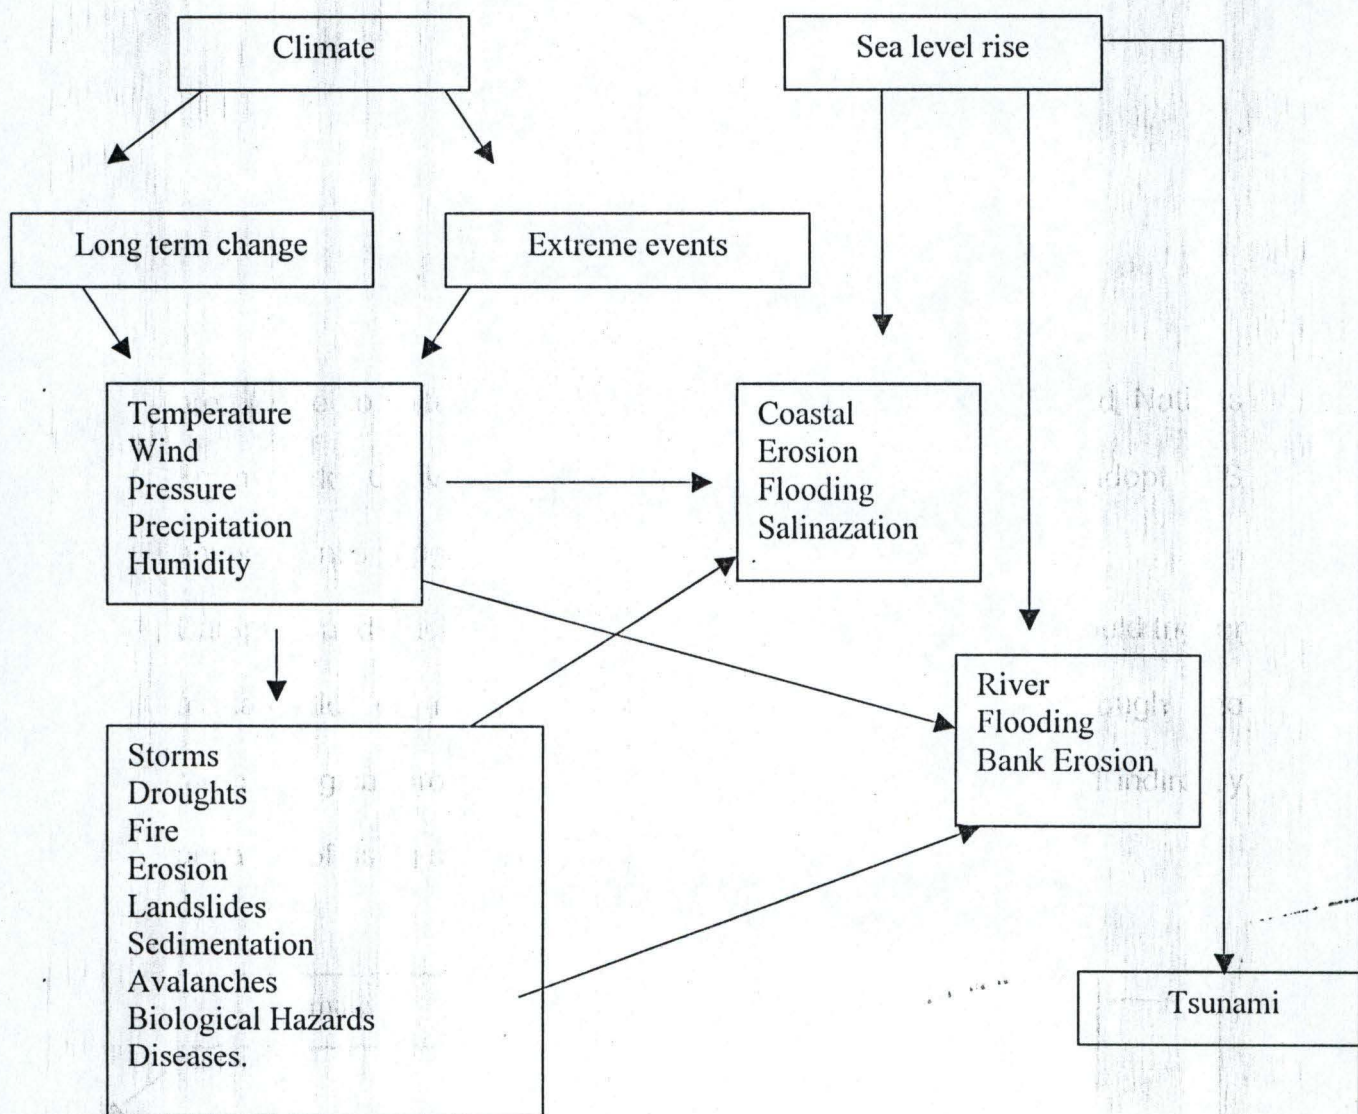 Climate
Sea level rise
Long term change
Extreme events
Temperature
Wind
Pressure
Precipitation
Humidity
Coastal
Erosion
Flooding
Salinazation
River
Flooding
Bank Erosion
Storms
Droughts
Fire
Erosion
Landslides
Sedimentation
Avalanches
Biological Hazards
Diseases.
Tsunami